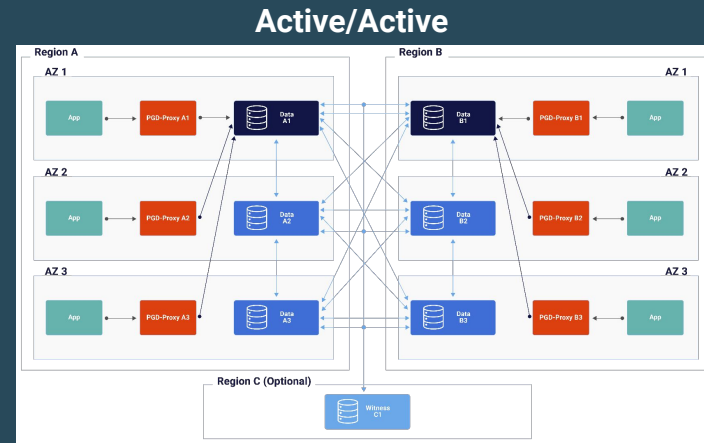 Active/Active
Region A
Region B
AZ 1
AZ 1
App
PGD-Proxy A1
Data
A1
Data
B1
PGD-Proxy B1
App
AZ 2
AZ 2
App
PGD-Proxy A2
Data
A2
Data
B2
PGD-Proxy B2
App
AZ 3
AZ 3
App
PGD-Proxy A3
Data
A3
Data
B3
PGD-Proxy B3
App
Region C (Optional)
Witness
C1